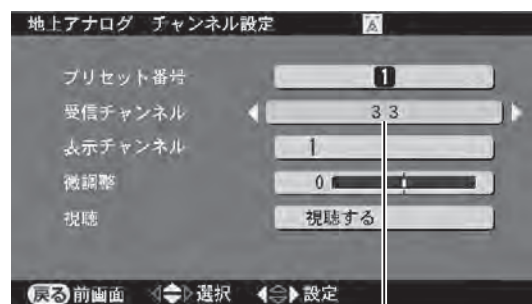 地上アナログ チャンネル設定 A
プリセット番号 1
受信チャンネル 33
表示チャンネル 1
微調整 0
視聴 視聴する
戻る 前画面 選択 設定